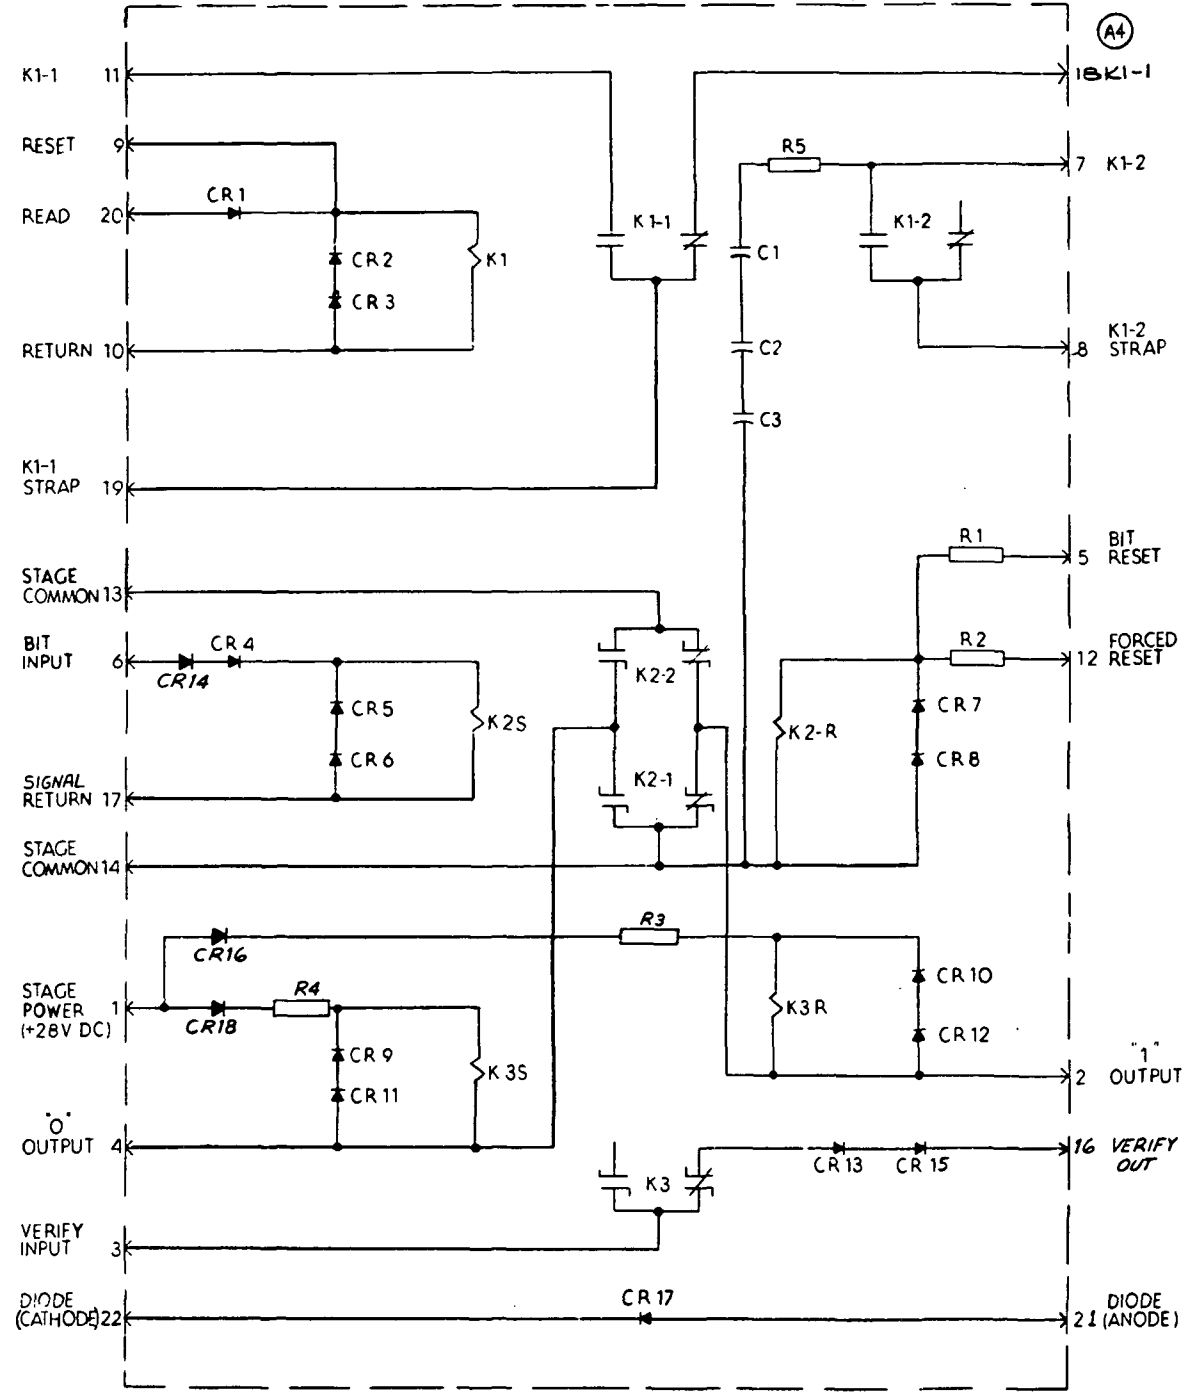 A4
K1-1 11
18 K1-1
RESET 9
R5
7 K1-2
CR1
READ 20
K1-1
K1-2
CR2
K1
C1
CR3
K1-2
STRAP
8
RETURN 10
C2
C3
K1-1
STRAP 19
R1
BIT
RESET
5
STAGE
COMMON 13
BIT
INPUT 6
CR4
CR14
R2
FORCED
RESET
12
K2-2
CR5
K2S
K2-R
CR7
CR6
CR8
K2-1
SIGNAL
RETURN 17
STAGE
COMMON 14
R3
CR16
CR10
STAGE
POWER
(+28V DC)
1
R4
CR18
K3R
CR12
CR9
K3S
CR11
"1"
OUTPUT
2
"0"
OUTPUT 4
CR13
CR15
16 VERIFY
OUT
K3
VERIFY
INPUT 3
CR17
DIODE
(CATHODE) 22
DIODE
21 (ANODE)